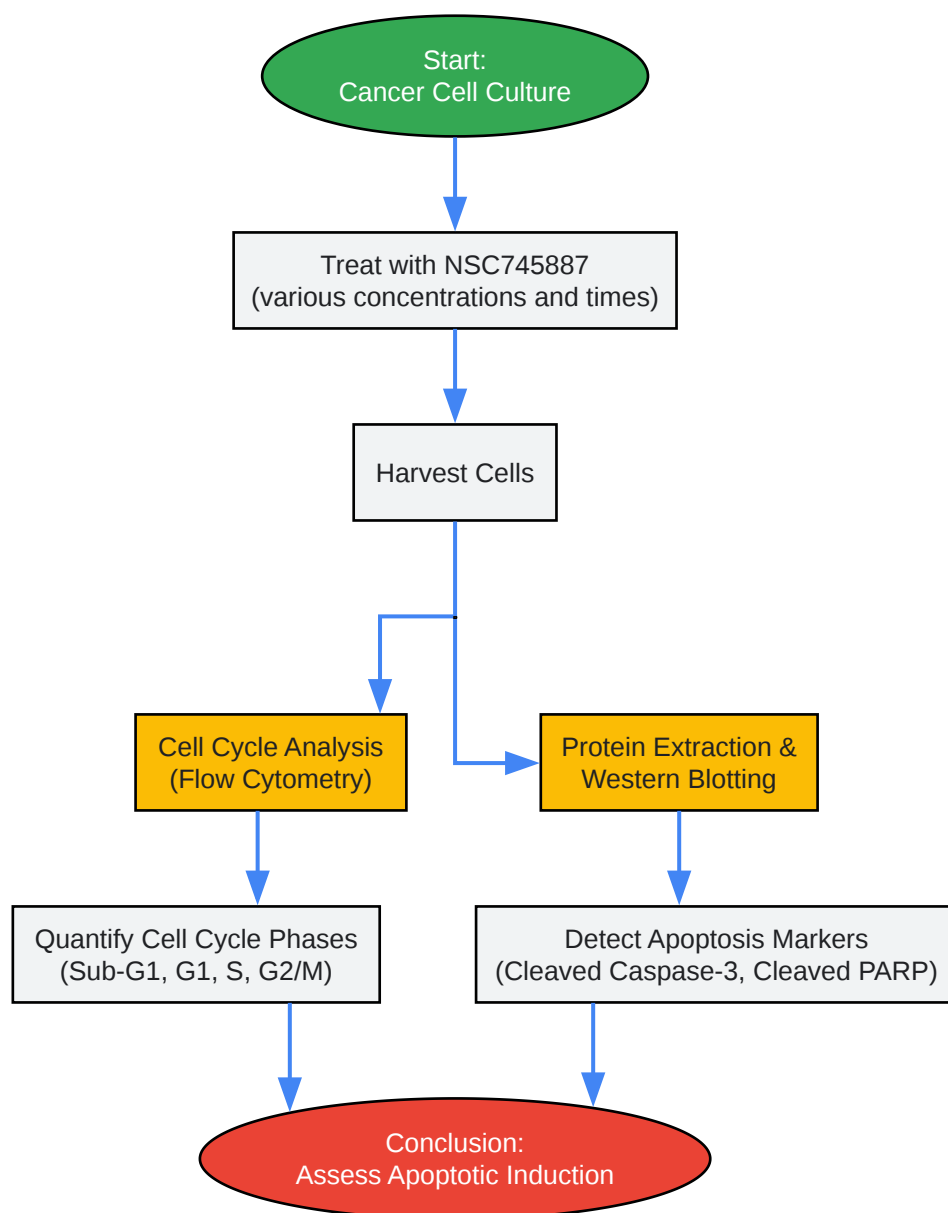 Start:
Cancer Cell Culture
Treat with NSC745887
(various concentrations and times)
Harvest Cells
Cell Cycle Analysis
(Flow Cytometry)
Protein Extraction &
Western Blotting
Quantify Cell Cycle Phases
(Sub-G1, G1, S, G2/M)
Detect Apoptosis Markers
(Cleaved Caspase-3, Cleaved PARP)
Conclusion:
Assess Apoptotic Induction